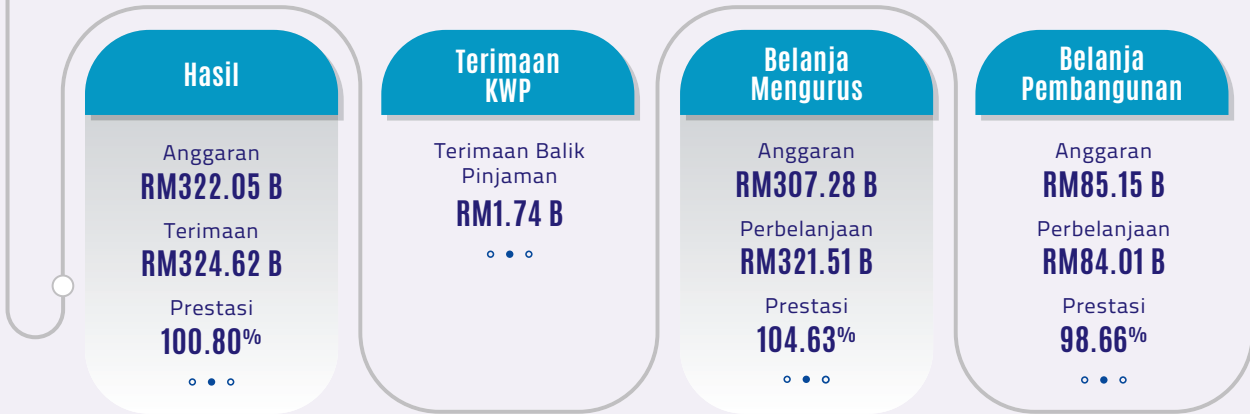 Hasil
Anggaran
RM322.05 B
Terimaan
RM324.62 B
Prestasi
100.80%
Terimaan
KWP
Terimaan Balik
Pinjaman
RM1.74 B
Belanja
Mengurus
Anggaran
RM307.28 B
Perbelanjaan
RM321.51 B
Prestasi
104.63%
Belanja
Pembangunan
Anggaran
RM85.15 B
Perbelanjaan
RM84.01 B
Prestasi
98.66%